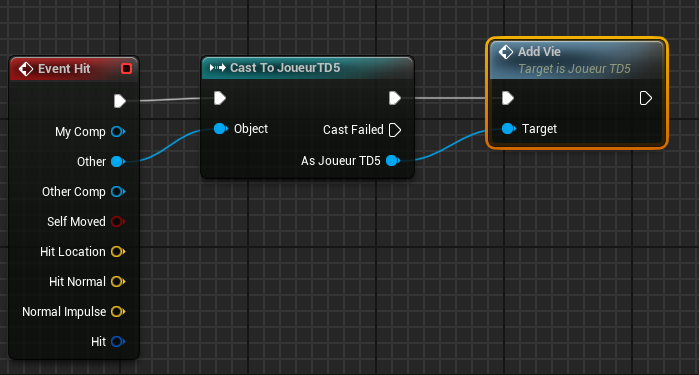 Event Hit
My Comp
Other
Other Comp
Self Moved
Hit Location
Hit Normal
Normal Impulse
Hit
Cast To JoueurTD5
Object
Cast Failed
As Joueur TD5
Add Vie
Target is Joueur TD5
Target